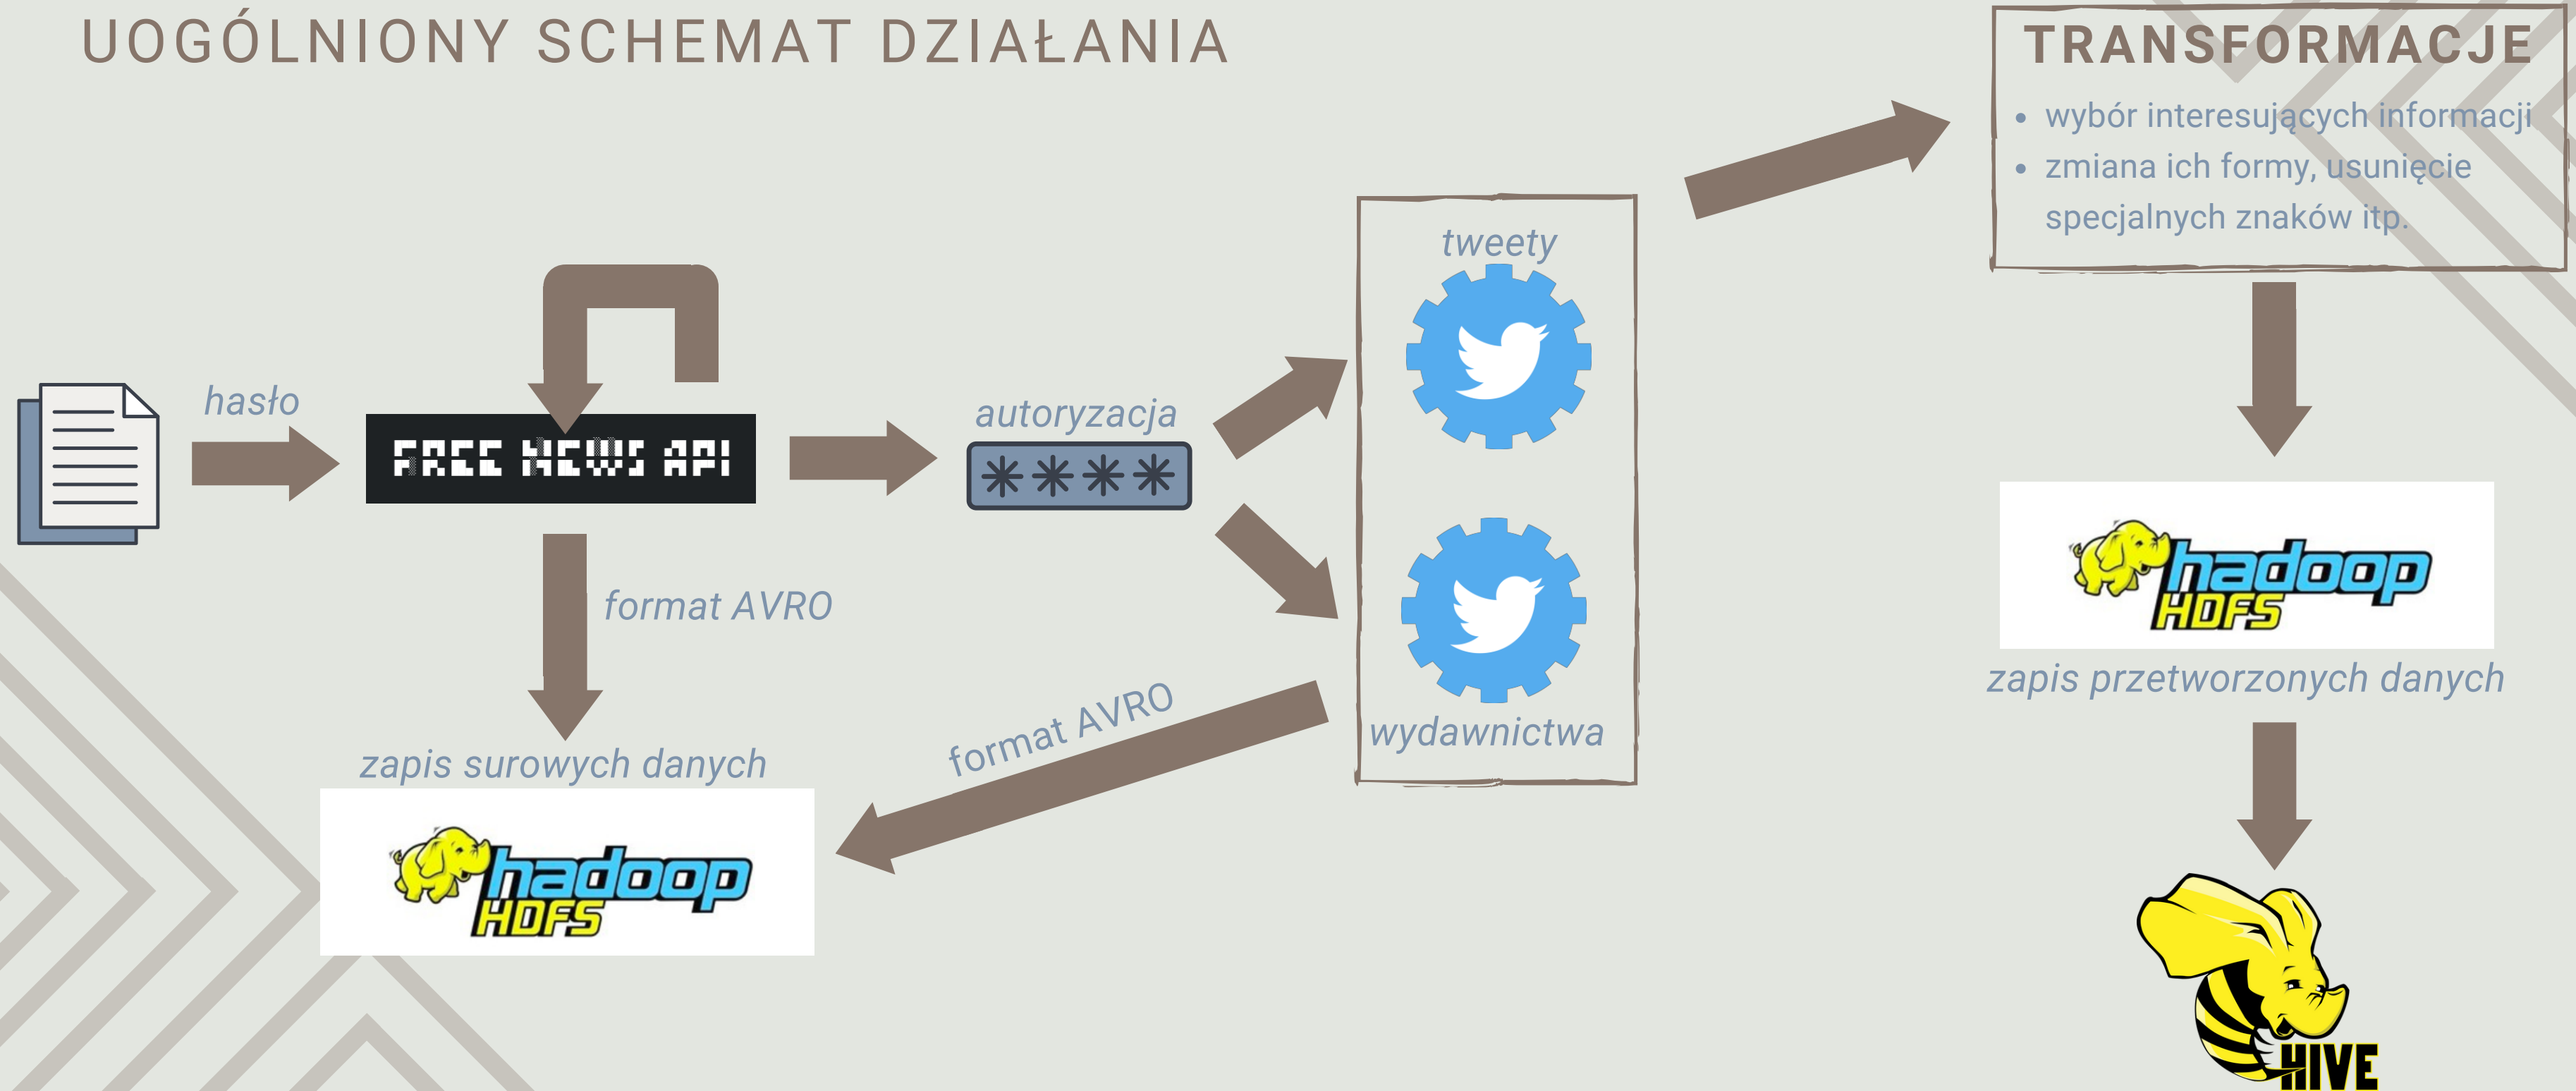 UOGÓLNIONY SCHEMAT DZIAŁANIA
TRANSFORMACJE
wybór interesujących informacji
zmiana ich formy, usunięcie
specjalnych znaków itp.
tweety
hasło
FREE NEWS API
autoryzacja
****
format AVRO
hadoop
HDFS
zapis przetworzonych danych
format AVRO
wydawnictwa
zapis surowych danych
hadoop
HDFS
HIVE